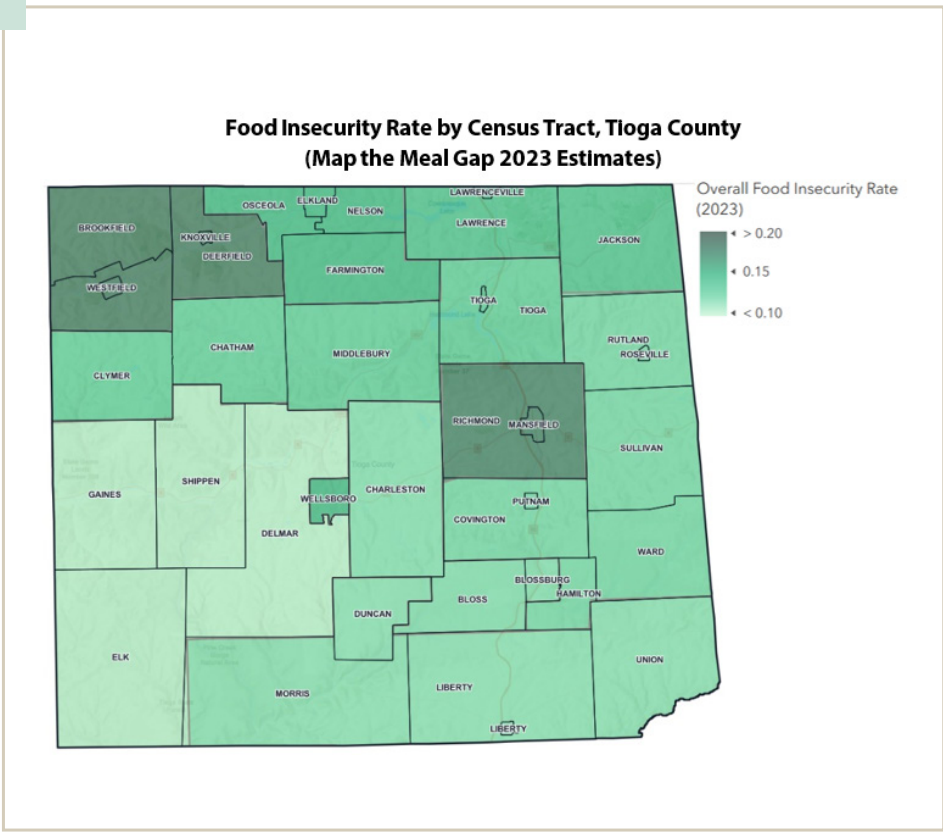 Food Insecurity Rate by Census Tract, Tioga County
(Map the Meal Gap 2023 Estimates)
Overall Food Insecurity Rate
(2023)
> 0.20
0.15
< 0.10
LAWRENCEVILLE
OSCEOLA
ELKLAND
NELSON
LAWRENCE
BROOKFIELD
KNOXVILLE
DEERFIELD
JACKSON
FARMINGTON
WESTFIELD
TIOGA
TIOGA
RUTLAND
ROSEVILLE
CHATHAM
MIDDLEBURY
CLYMER
RICHMOND
MANSFIELD
SULLIVAN
Tioga County
SHIPPEN
GAINES
WELLSBORO
CHARLESTON
PUTNAM
COVINGTON
DELMAR
WARD
BLOSSBURG
HAMILTON
BLOSS
DUNCAN
ELK
UNION
MORRIS
LIBERTY
LIBERTY